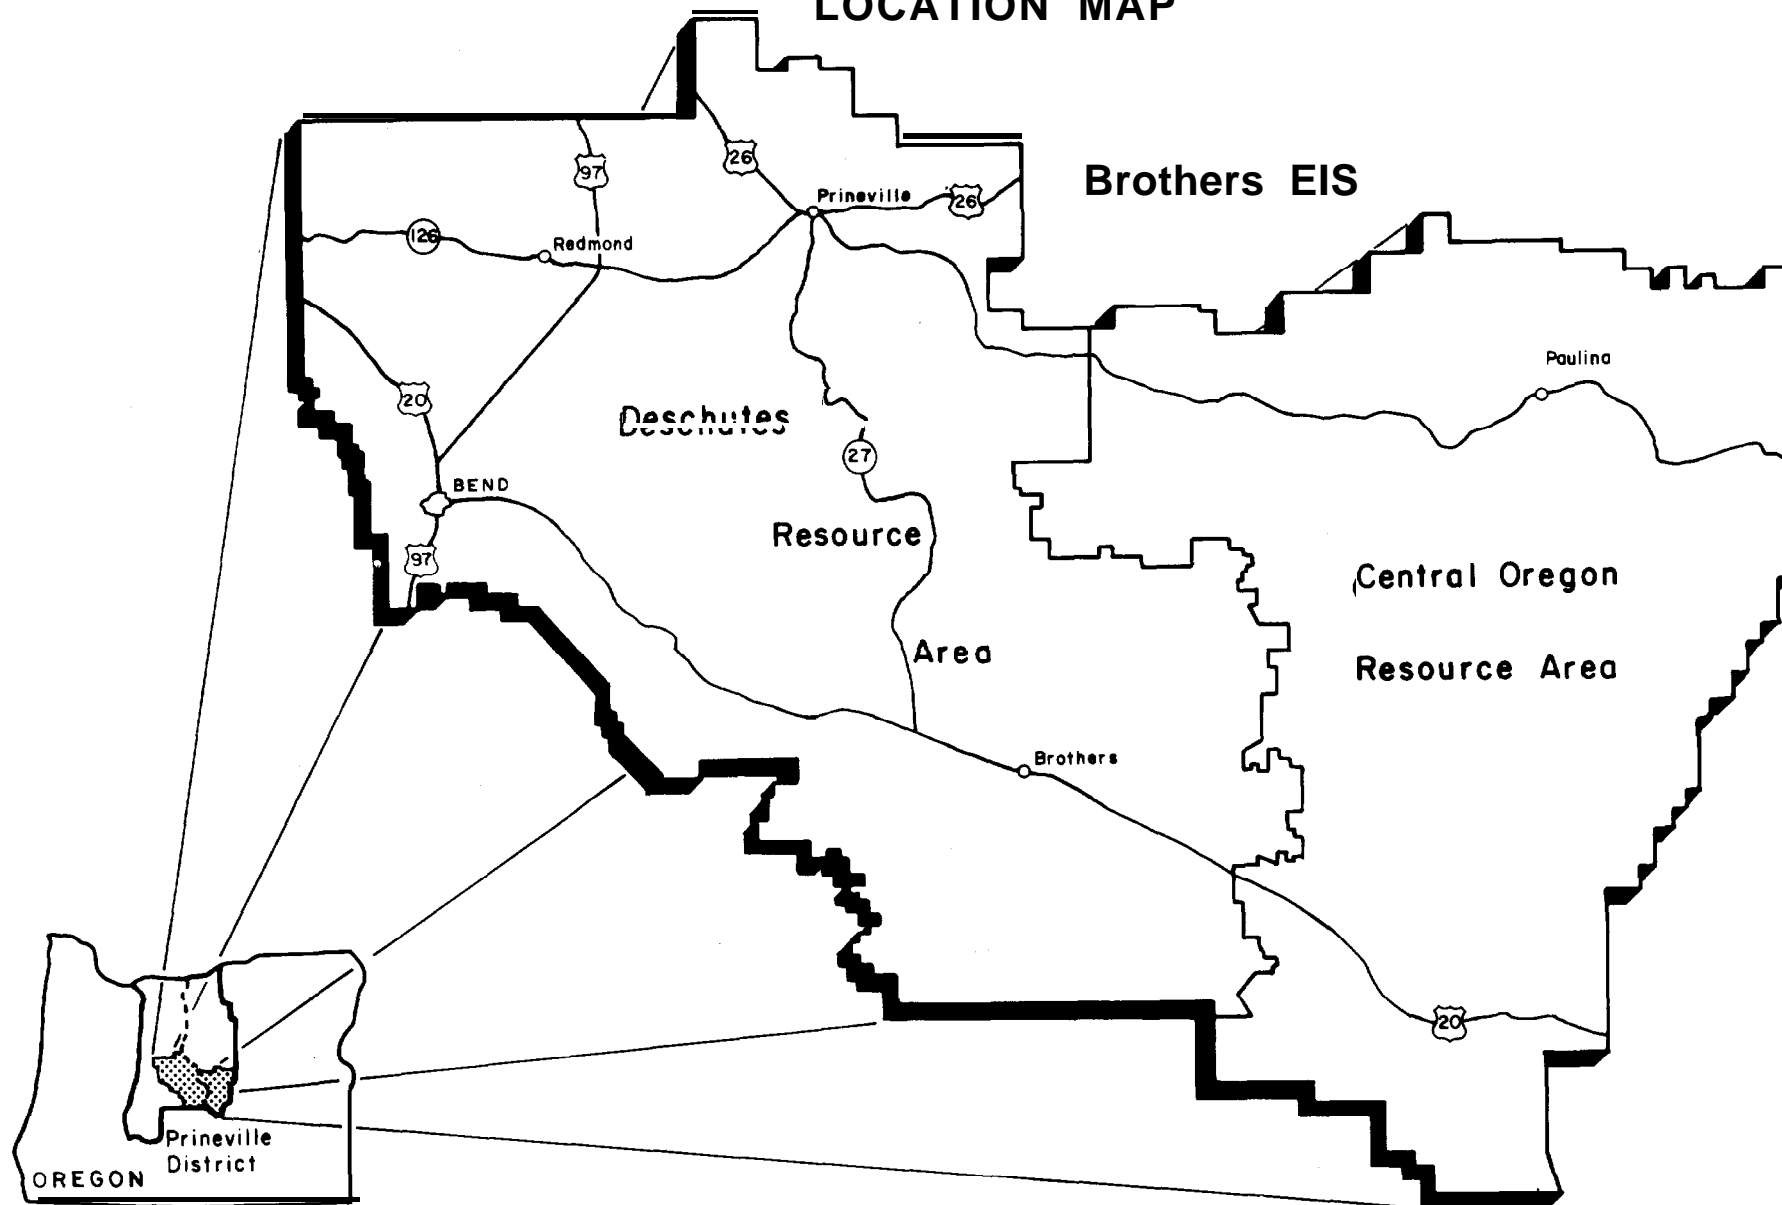 LOCATION MAP
Brothers EIS
97
26
Prineville
26
126
Redmond
Paulina
20
Deschutes
27
BEND
Resource
97
Central Oregon
Area
Resource Area
Brothers
20
Prineville
District
OREGON